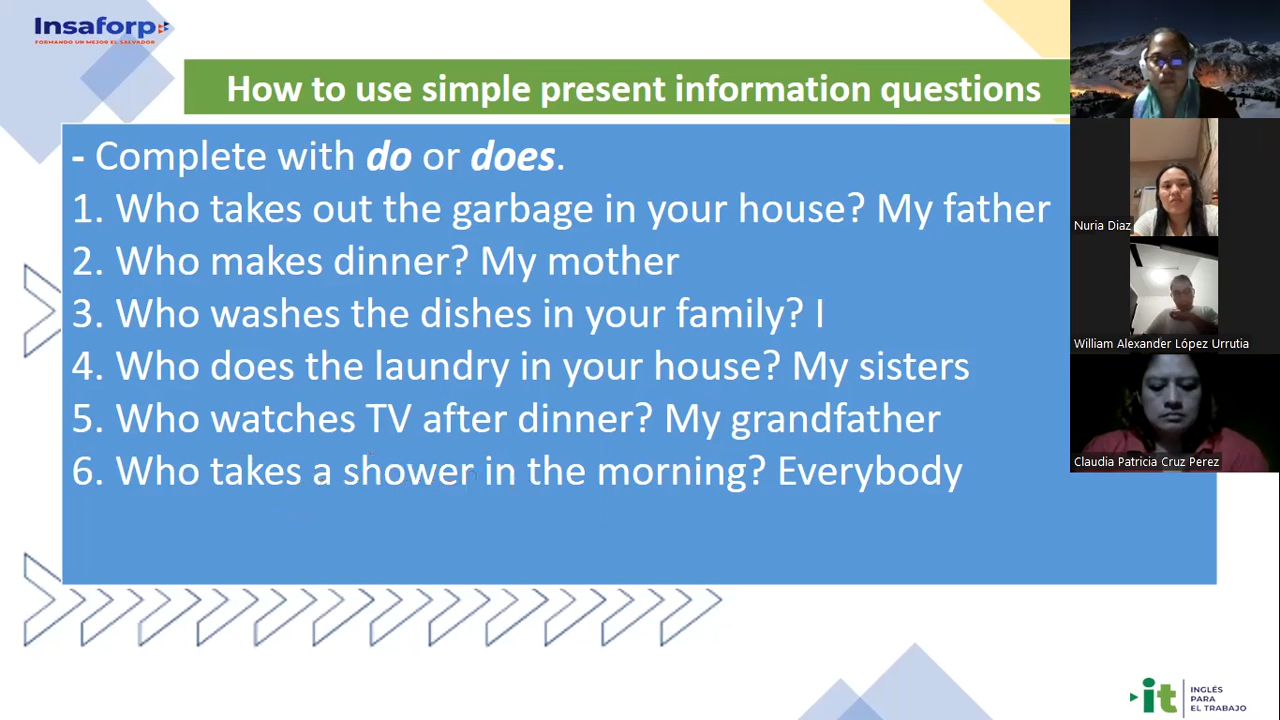 Insaforp
FORMANDO UN MEJOR EL SALVADOR
How to use simple present information questions
- Complete with do or does.
1. Who takes out the garbage in your house? My father
2. Who makes dinner? My mother
3. Who washes the dishes in your family? I
4. Who does the laundry in your house? My sisters
5. Who watches TV after dinner? My grandfather
6. Who takes a shower in the morning? Everybody
Nuria Diaz
William Alexander López Urrutia
Claudia Patricia Cruz Perez
it
INGLÉS
PARA
EL TRABAJO